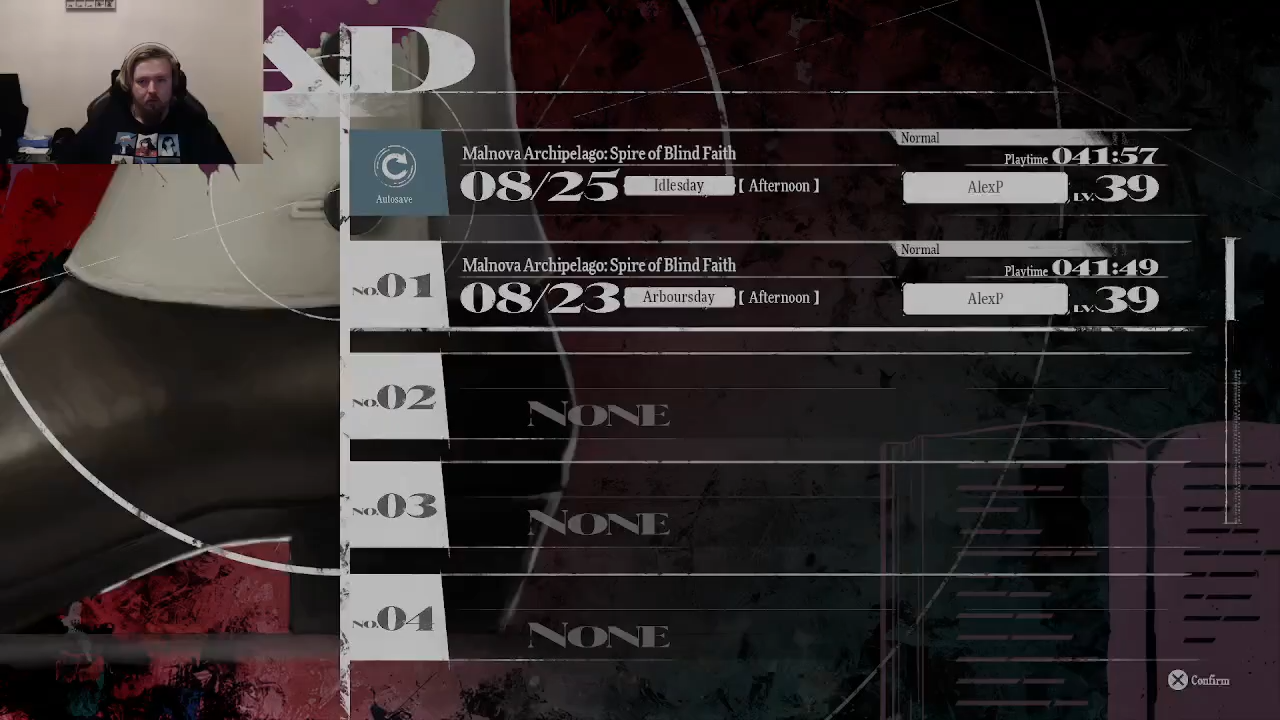 AD
Normal
Malnova Archipelago: Spire of Blind Faith
Playtime 041:57
08/25 Idlesday [ Afternoon ]
AlexP LV.39
Autosave
Normal
Malnova Archipelago: Spire of Blind Faith
Playtime 041:49
No.01 08/23 Arboursday [ Afternoon ]
AlexP LV.39
No.02 NONE
No.03 NONE
No.04 NONE
Confirm